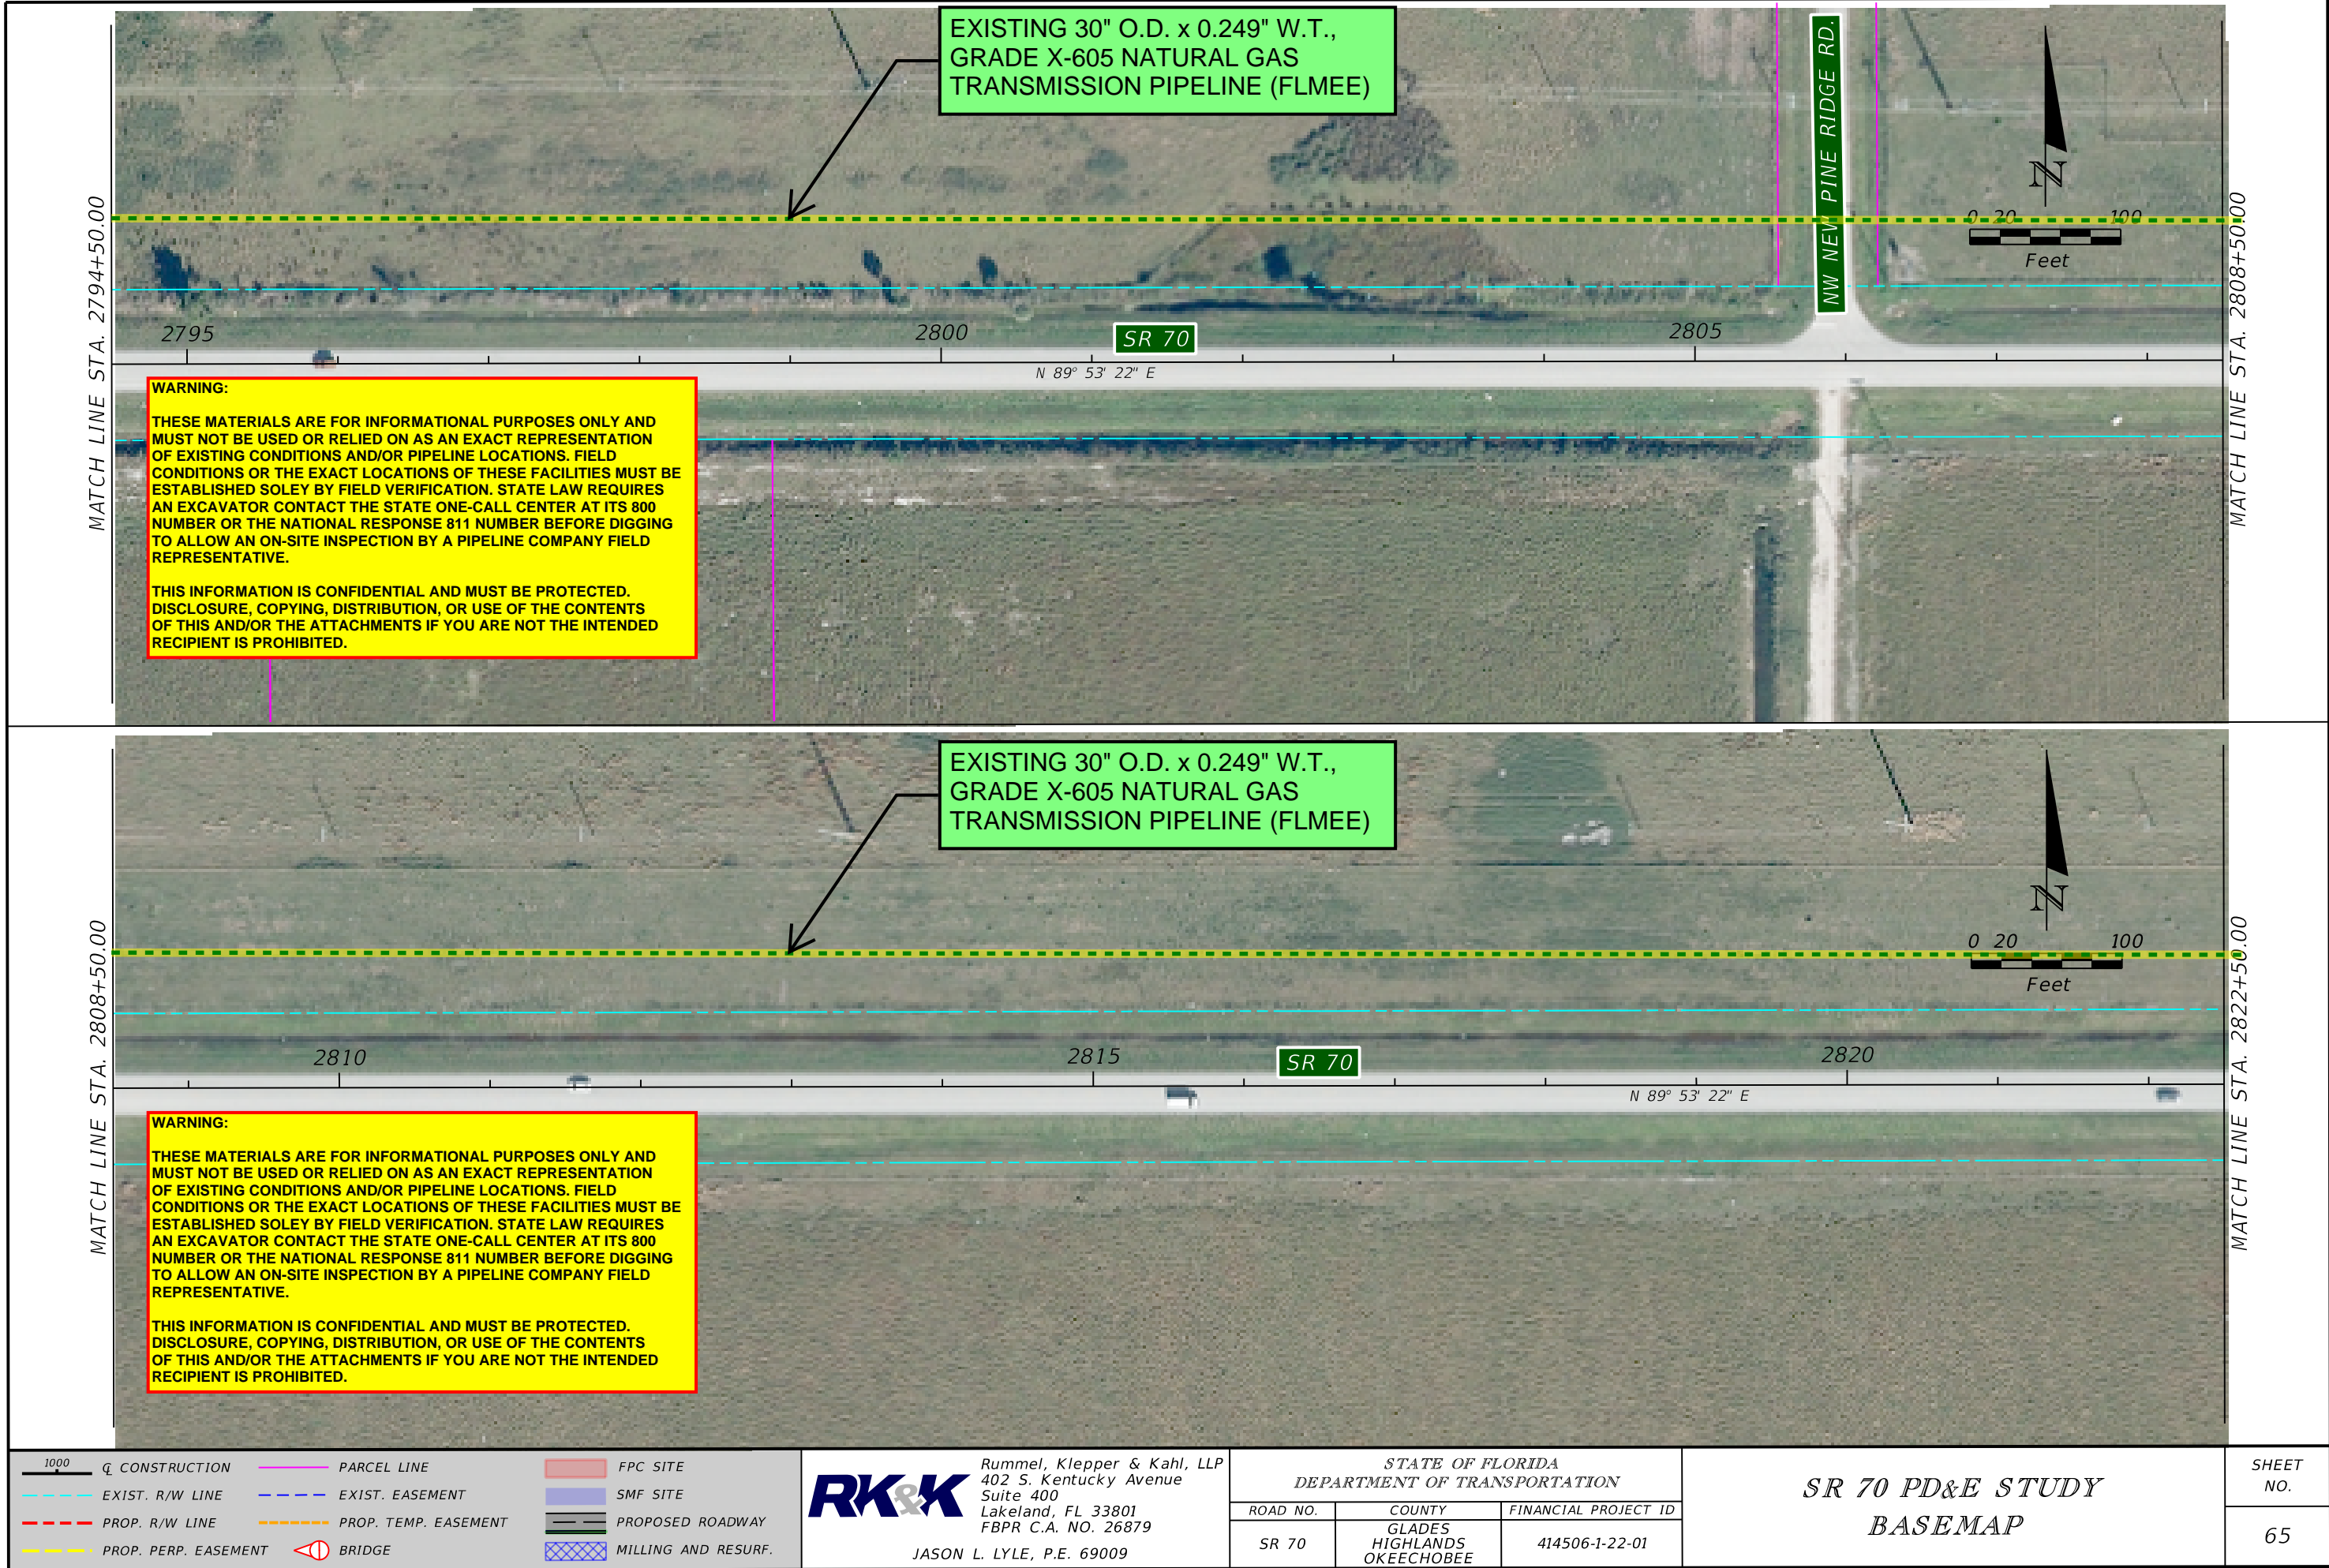 EXISTING 30" O.D. x 0.249" W.T.,
GRADE X-605 NATURAL GAS
TRANSMISSION PIPELINE (FLMEE)
NW NEW PINE RIDGE RD.
N
0 20 100
Feet
MATCH LINE STA. 2794+50.00
MATCH LINE STA. 2808+50.00
2795
2800
SR 70
2805
N 89° 53' 22" E
WARNING:
THESE MATERIALS ARE FOR INFORMATIONAL PURPOSES ONLY AND
MUST NOT BE USED OR RELIED ON AS AN EXACT REPRESENTATION
OF EXISTING CONDITIONS AND/OR PIPELINE LOCATIONS. FIELD
CONDITIONS OR THE EXACT LOCATIONS OF THESE FACILITIES MUST BE
ESTABLISHED SOLEY BY FIELD VERIFICATION. STATE LAW REQUIRES
AN EXCAVATOR CONTACT THE STATE ONE-CALL CENTER AT ITS 800
NUMBER OR THE NATIONAL RESPONSE 811 NUMBER BEFORE DIGGING
TO ALLOW AN ON-SITE INSPECTION BY A PIPELINE COMPANY FIELD
REPRESENTATIVE.
THIS INFORMATION IS CONFIDENTIAL AND MUST BE PROTECTED.
DISCLOSURE, COPYING, DISTRIBUTION, OR USE OF THE CONTENTS
OF THIS AND/OR THE ATTACHMENTS IF YOU ARE NOT THE INTENDED
RECIPIENT IS PROHIBITED.
EXISTING 30" O.D. x 0.249" W.T.,
GRADE X-605 NATURAL GAS
TRANSMISSION PIPELINE (FLMEE)
N
0 20 100
Feet
MATCH LINE STA. 2808+50.00
MATCH LINE STA. 2822+50.00
2810
2815
SR 70
2820
N 89° 53' 22" E
WARNING:
THESE MATERIALS ARE FOR INFORMATIONAL PURPOSES ONLY AND
MUST NOT BE USED OR RELIED ON AS AN EXACT REPRESENTATION
OF EXISTING CONDITIONS AND/OR PIPELINE LOCATIONS. FIELD
CONDITIONS OR THE EXACT LOCATIONS OF THESE FACILITIES MUST BE
ESTABLISHED SOLEY BY FIELD VERIFICATION. STATE LAW REQUIRES
AN EXCAVATOR CONTACT THE STATE ONE-CALL CENTER AT ITS 800
NUMBER OR THE NATIONAL RESPONSE 811 NUMBER BEFORE DIGGING
TO ALLOW AN ON-SITE INSPECTION BY A PIPELINE COMPANY FIELD
REPRESENTATIVE.
THIS INFORMATION IS CONFIDENTIAL AND MUST BE PROTECTED.
DISCLOSURE, COPYING, DISTRIBUTION, OR USE OF THE CONTENTS
OF THIS AND/OR THE ATTACHMENTS IF YOU ARE NOT THE INTENDED
RECIPIENT IS PROHIBITED.
1000 ℄ CONSTRUCTION
EXIST. R/W LINE
PROP. R/W LINE
PROP. PERP. EASEMENT
PARCEL LINE
EXIST. EASEMENT
PROP. TEMP. EASEMENT
BRIDGE
FPC SITE
SMF SITE
PROPOSED ROADWAY
MILLING AND RESURF.
RK&K
Rummel, Klepper & Kahl, LLP
402 S. Kentucky Avenue
Suite 400
Lakeland, FL 33801
FBPR C.A. NO. 26879
JASON L. LYLE, P.E. 69009
STATE OF FLORIDA
DEPARTMENT OF TRANSPORTATION
ROAD NO. COUNTY FINANCIAL PROJECT ID
SR 70
GLADES
HIGHLANDS
OKEECHOBEE
414506-1-22-01
SR 70 PD&E STUDY
BASEMAP
SHEET
NO.
65